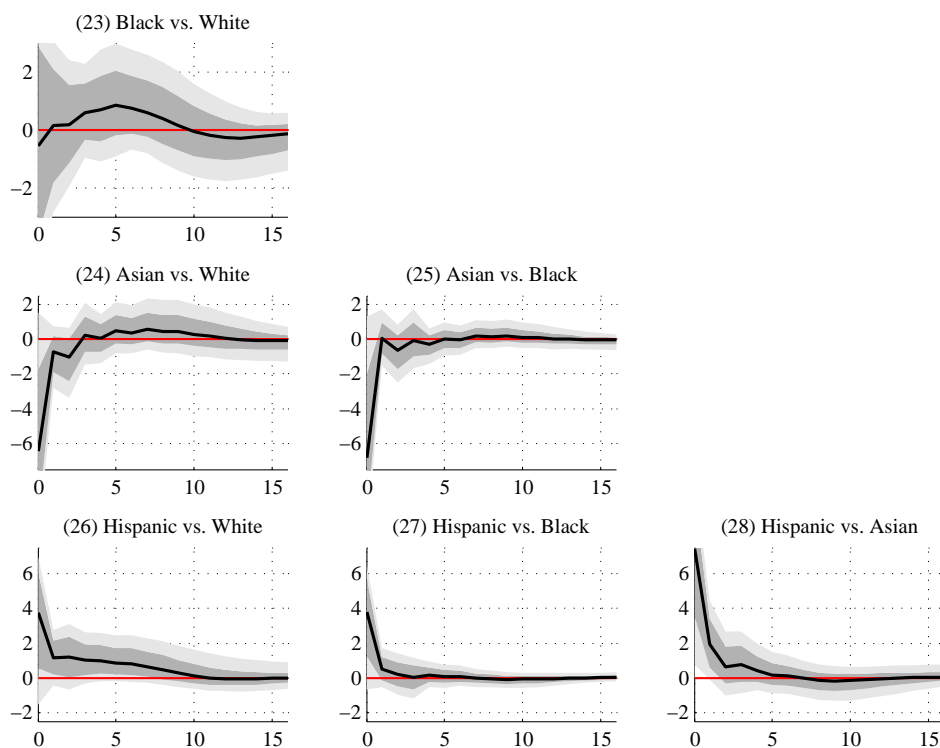 (23) Black vs. White
2
0
−2
0 5 10 15
(24) Asian vs. White (25) Asian vs. Black
2 2
0 0
−2 −2
−4 −4
−6 −6
0 5 10 15 0 5 10 15
(26) Hispanic vs. White (27) Hispanic vs. Black (28) Hispanic vs. Asian
6 6 6
4 4 4
2 2 2
0 0 0
−2 −2 −2
0 5 10 15 0 5 10 15 0 5 10 15